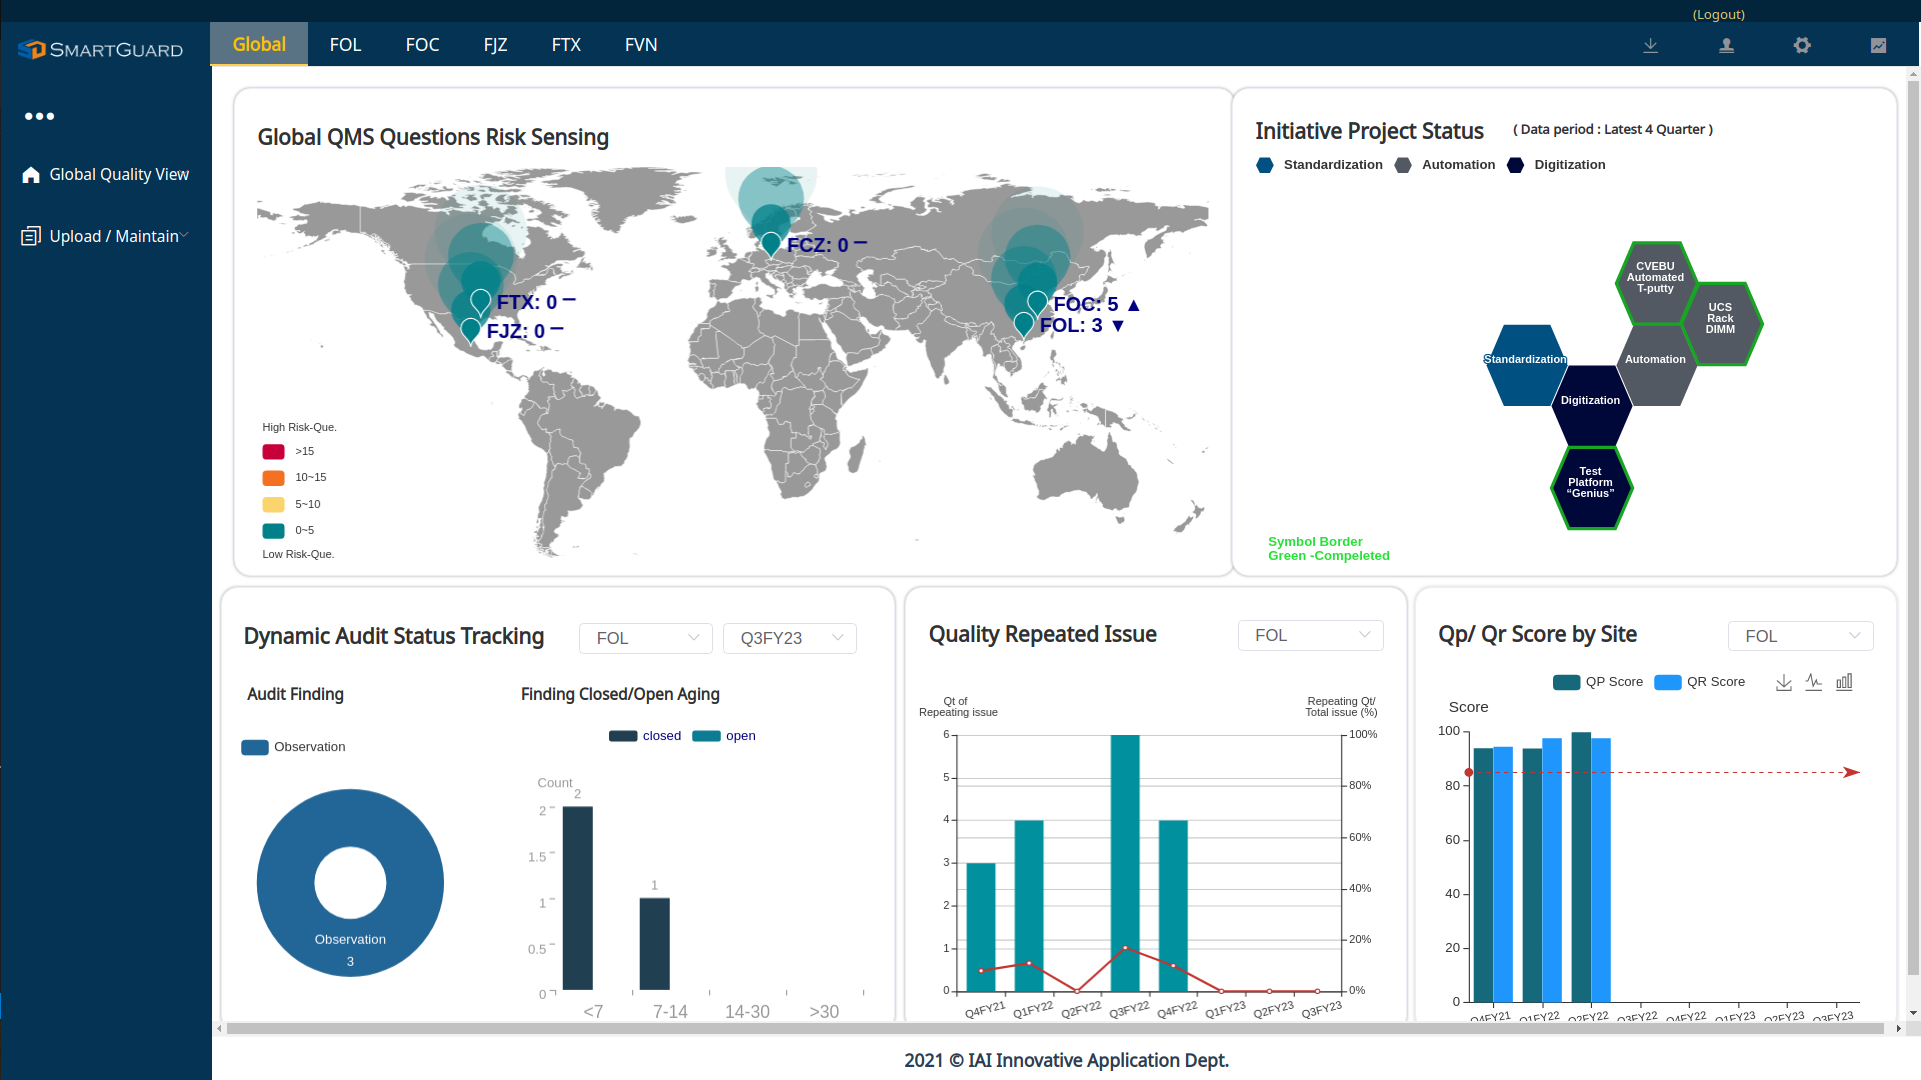 (Logout)
SMARTGUARD
Global FOL FOC FJZ FTX FVN
Global Quality View
Upload / Maintain
Global QMS Questions Risk Sensing
FCZ: 0 –
FTX: 0 –
FJZ: 0 –
FOC: 5 ▲
FOL: 3 ▼
High Risk-Que.
>15
10~15
5~10
0~5
Low Risk-Que.
Initiative Project Status ( Data period : Latest 4 Quarter )
Standardization Automation Digitization
CVEBU
Automated
T-putty
UCS
Rack
DIMM
Standardization
Automation
Digitization
Test
Platform
“Genius”
Symbol Border
Green -Compeleted
Dynamic Audit Status Tracking FOL Q3FY23
Audit Finding
Observation
Observation
3
Finding Closed/Open Aging
closed open
Count
2
1
2
1.5
1
0.5
0
<7 7-14 14-30 >30
Quality Repeated Issue FOL
Qt of
Repeating issue
Repeating Qt/
Total issue (%)
6
5
4
3
2
1
0
100%
80%
60%
40%
20%
0%
Q4FY21 Q1FY22 Q2FY22 Q3FY22 Q4FY22 Q1FY23 Q2FY23 Q3FY23
Qp/ Qr Score by Site FOL
QP Score QR Score
Score
100
80
60
40
20
0
Q4FY21 Q1FY22 Q2FY22 Q3FY22 Q4FY22 Q1FY23 Q2FY23 Q3FY23
2021 © IAI Innovative Application Dept.